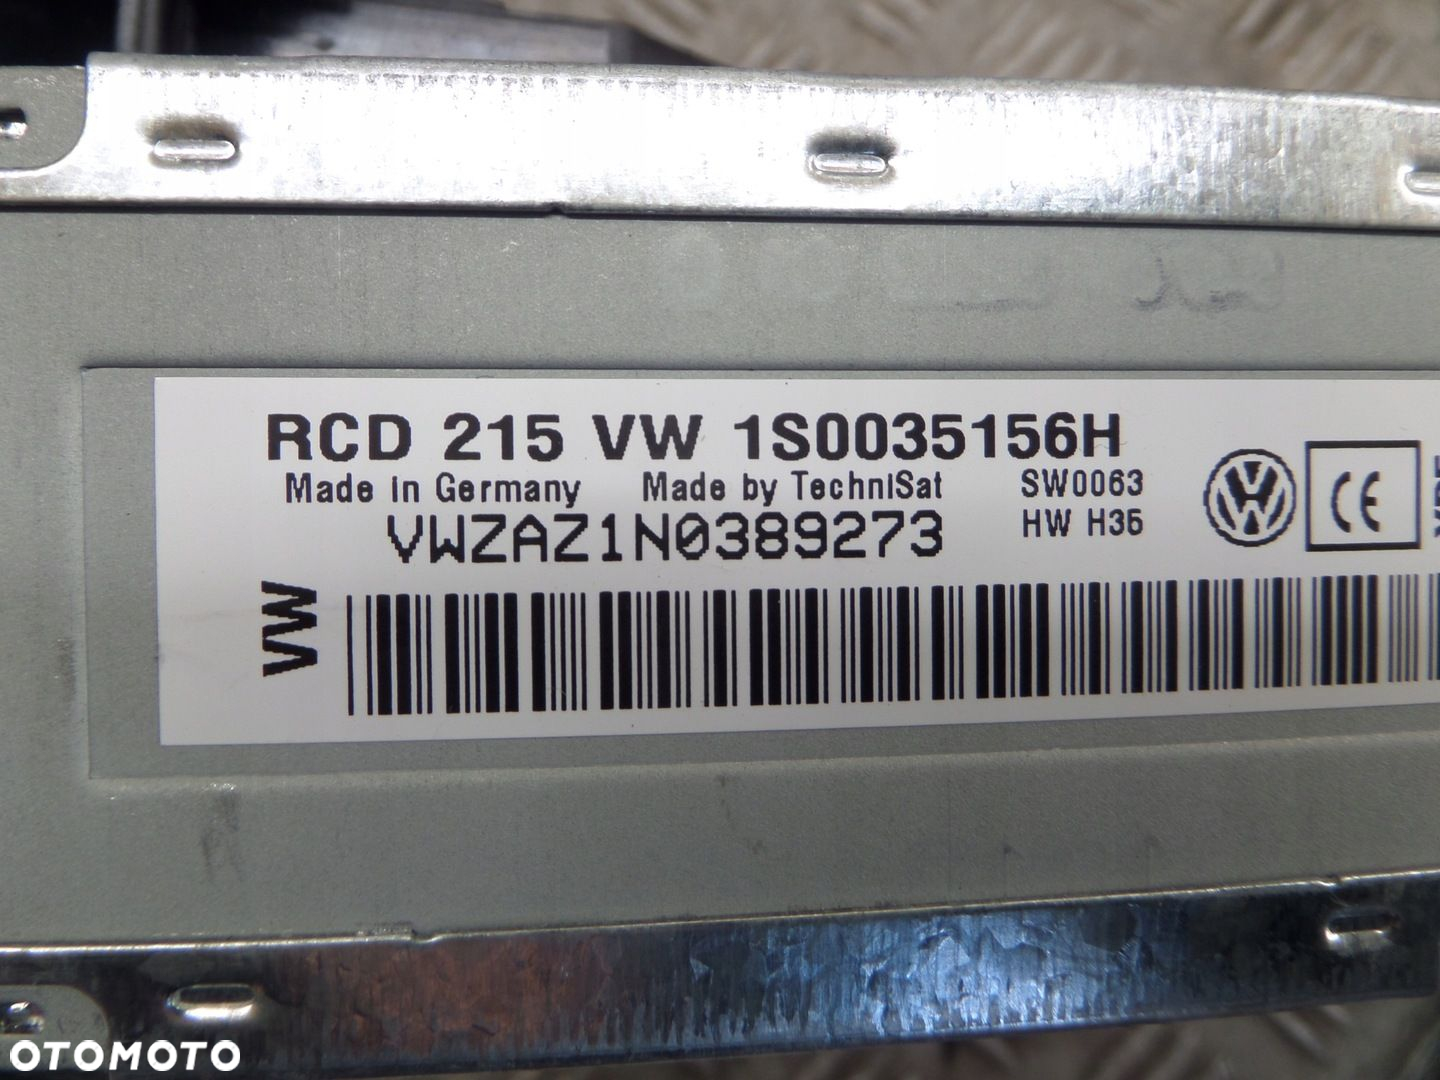 RCD 215 VW 1S0035156H
Made in Germany Made by TechniSat SW0063
VWZAZ1N0389273 HW H35
VW
CE
OTOMOTO